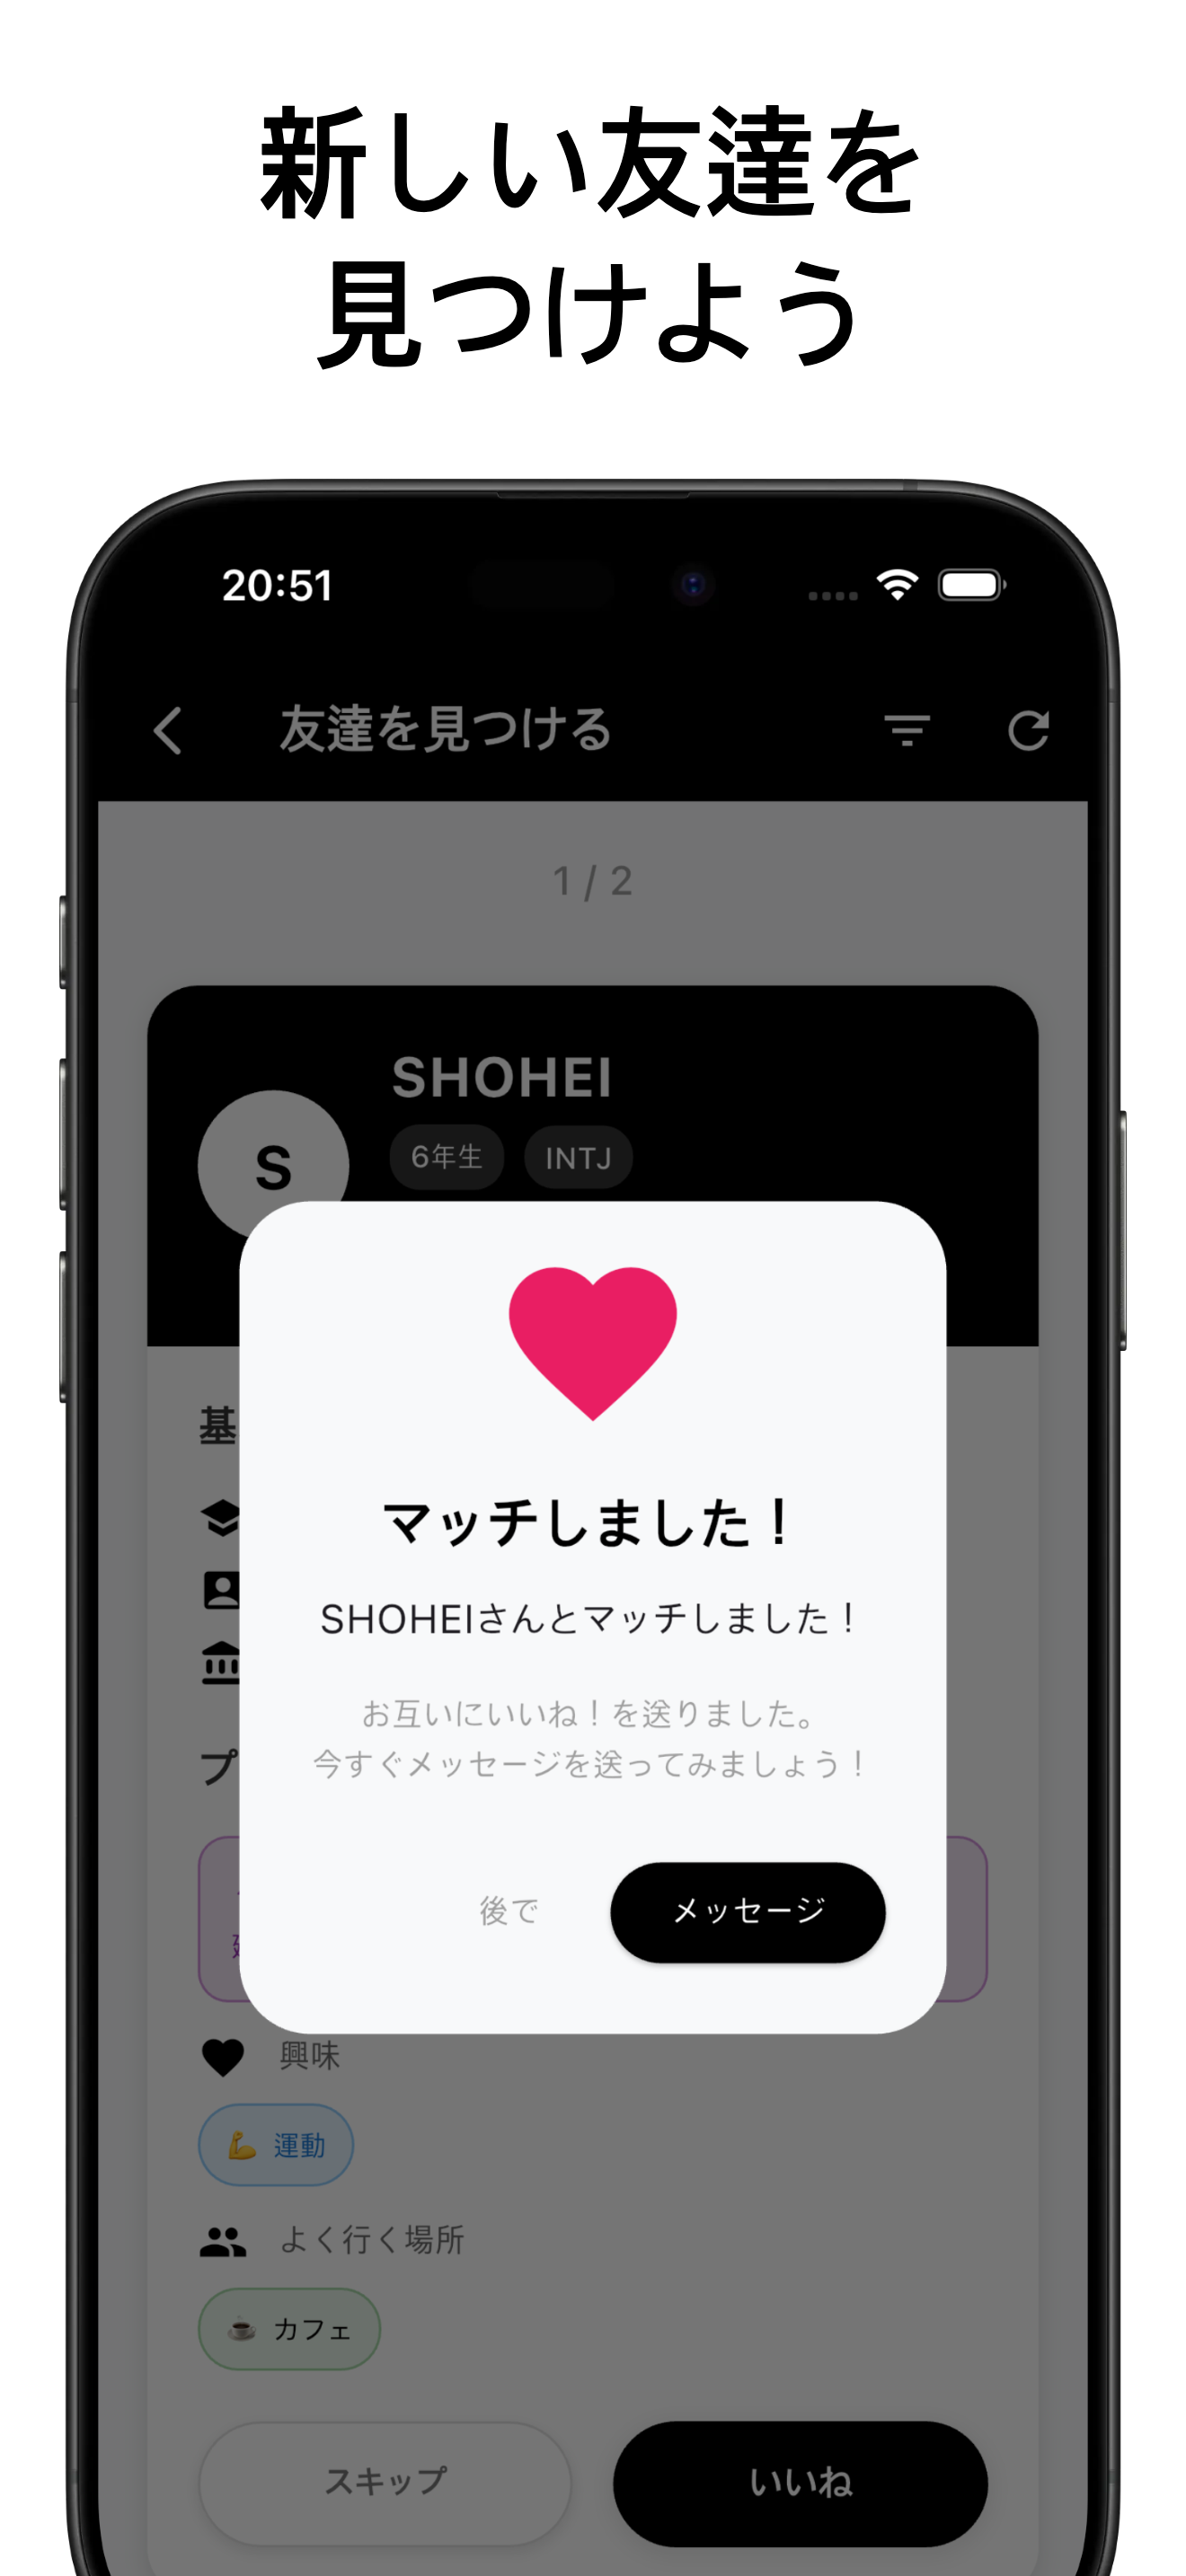 新しい友達を
見つけよう
20:51
友達を見つける
1 / 2
SHOHEI
S
6年生 INTJ
基
マッチしました！
SHOHEIさんとマッチしました！
お互いにいいね！を送りました。
今すぐメッセージを送ってみましょう！
プ
後で メッセージ
興味
運動
よく行く場所
カフェ
スキップ いいね